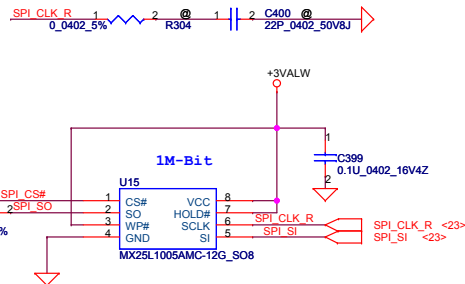 SPI_CLK_R 1 2 @ 1 C400 2 @
0_0402_5% R304 22P_0402_50V8J
+3VALW
1M-Bit
1
C399
0.1U_0402_16V4Z
2
U15
SPI_CS# 1 CS# VCC 8
2 SPI_SO 2 SO HOLD# 7
% 3 WP# SCLK 6 SPI_CLK_R SPI_CLK_R <23>
4 GND SI 5 SPI_SI SPI_SI <23>
MX25L1005AMC-12G_SO8